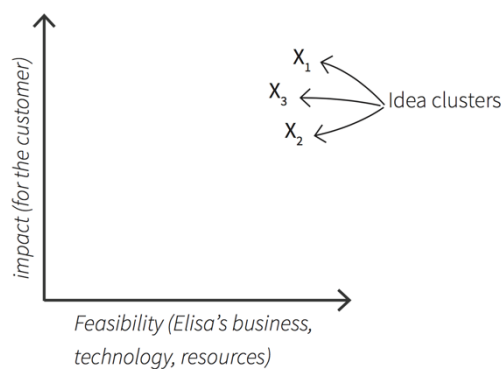 impact (for the customer)
X1
X3
X2
Idea clusters
Feasibility (Elisa's business,
technology, resources)